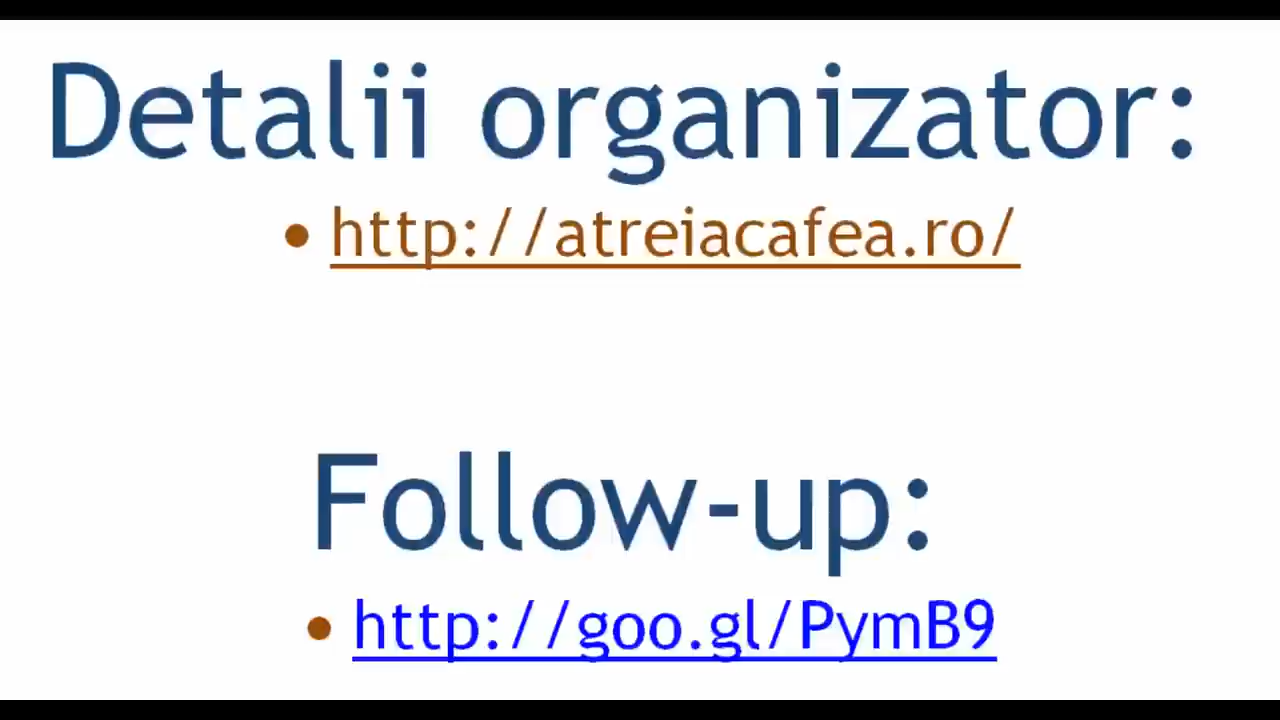 Detalii organizator:
• http://atreiacafea.ro/
Follow-up:
• http://goo.gl/PymB9